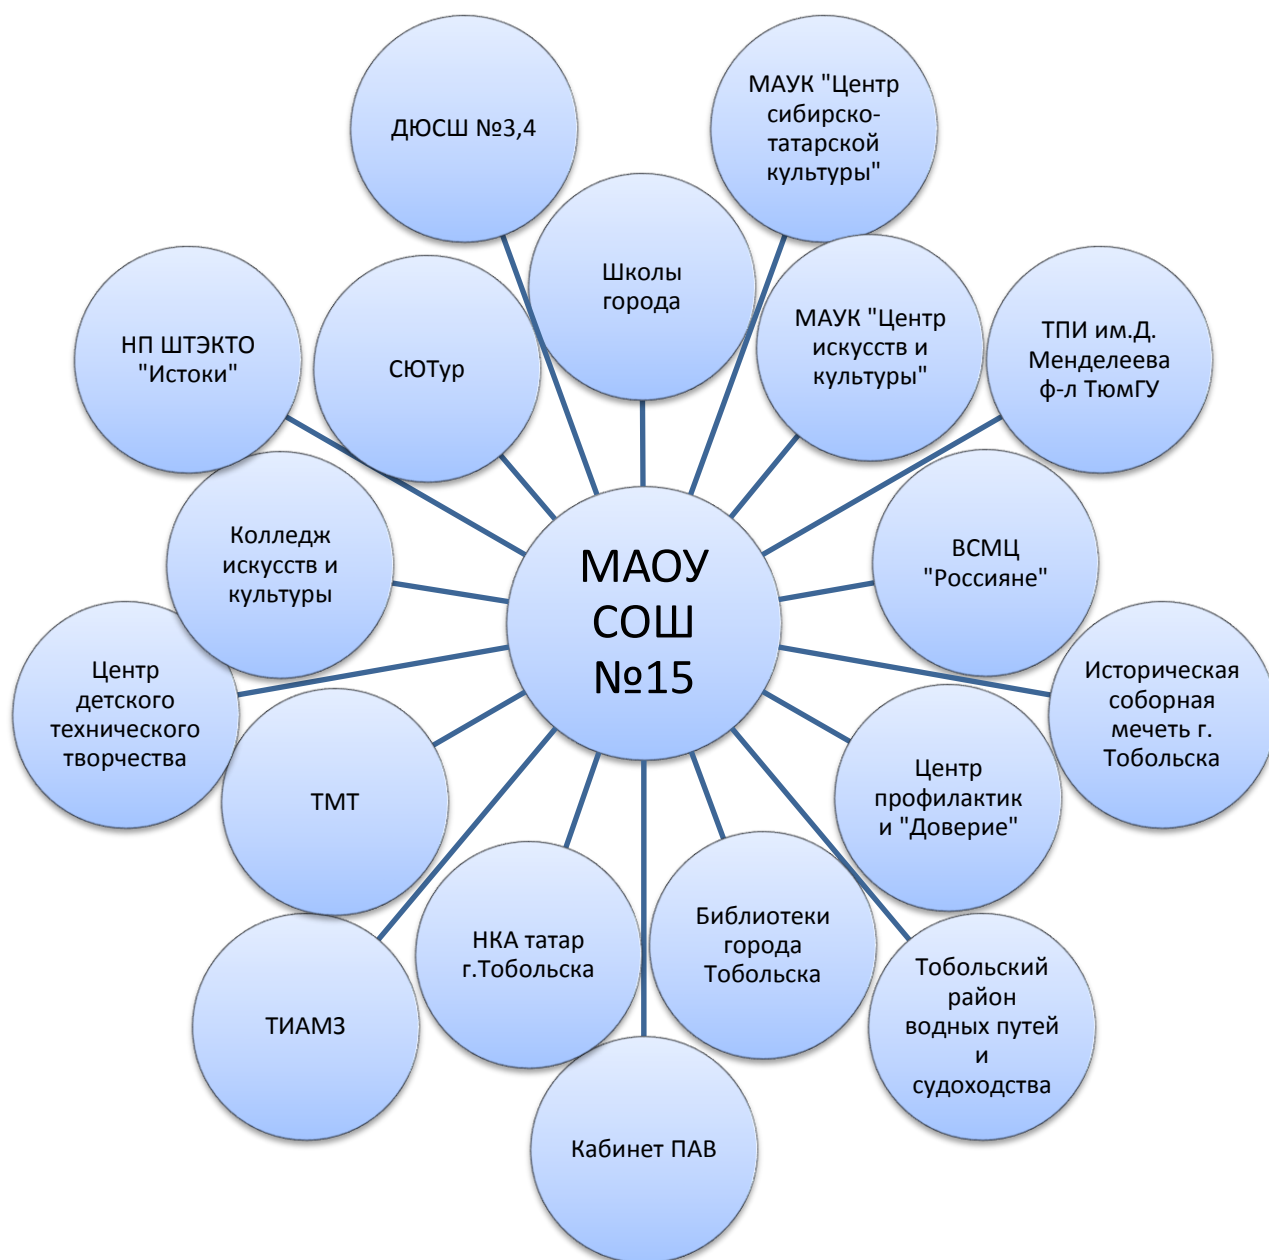 ДЮСШ №3,4
МАУК "Центр
сибирско-
татарской
культуры"
Школы
города
МАУК "Центр
искусств и
культуры"
ТПИ им.Д.
Менделеева
ф-л ТюмГУ
НП ШТЭКТО
"Истоки"
СЮТур
Колледж
искусств и
культуры
ВСМЦ
"Россияне"
МАОУ
СОШ
№15
Центр
детского
технического
творчества
Историческая
соборная
мечеть г.
Тобольска
ТМТ
Центр
профилактик
и "Доверие"
ТИАМЗ
НКА татар
г.Тобольска
Библиотеки
города
Тобольска
Тобольский
район
водных путей
и
судоходства
Кабинет ПАВ